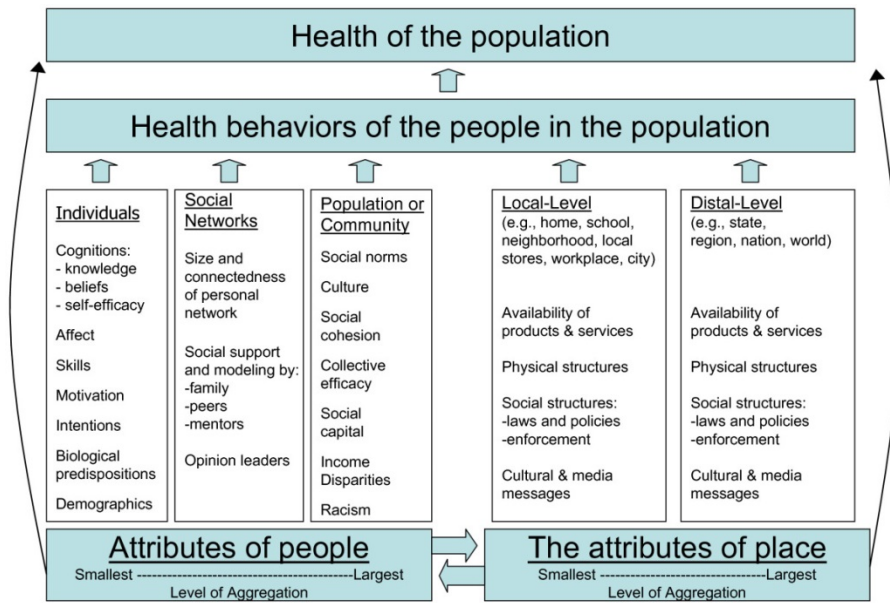 Health of the population
Health behaviors of the people in the population
Individuals
Cognitions:
- knowledge
- beliefs
- self-efficacy
Affect
Skills
Motivation
Intentions
Biological
predispositions
Demographics
Social
Networks
Size and
connectedness
of personal
network
Social support
and modeling by:
-family
-peers
-mentors
Opinion leaders
Population or
Community
Social norms
Culture
Social
cohesion
Collective
efficacy
Social
capital
Income
Disparities
Racism
Local-Level
(e.g., home, school,
neighborhood, local
stores, workplace, city)
Availability of
products & services
Physical structures
Social structures:
-laws and policies
-enforcement
Cultural & media
messages
Distal-Level
(e.g., state,
region, nation, world)
Availability of
products & services
Physical structures
Social structures:
-laws and policies
-enforcement
Cultural & media
messages
Attributes of people
Smallest ------------------------------------------Largest
Level of Aggregation
The attributes of place
Smallest ------------------------------------------Largest
Level of Aggregation